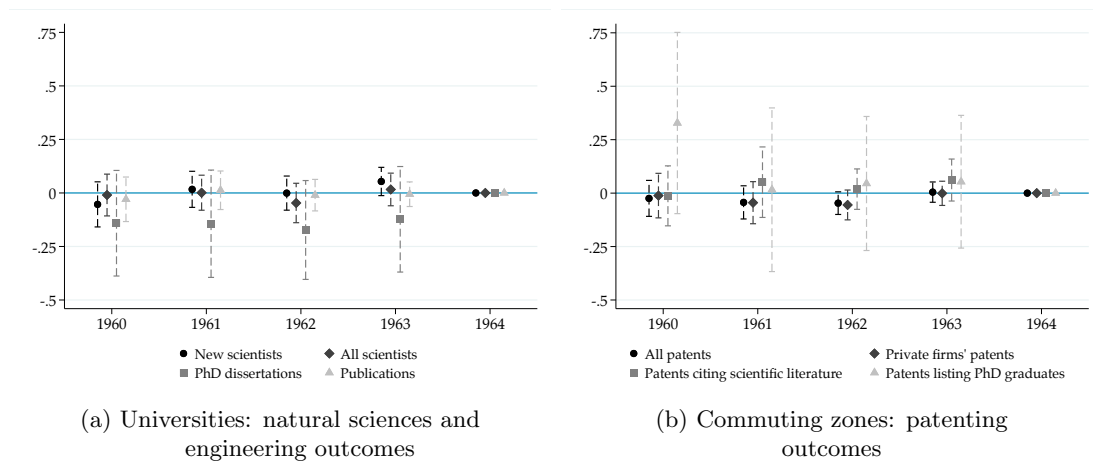 .75
.5
.25
0
-.25
-.5
1960 1961 1962 1963 1964
New scientists All scientists
PhD dissertations Publications
(a) Universities: natural sciences and
engineering outcomes
.75
.5
.25
0
-.25
-.5
1960 1961 1962 1963 1964
All patents Private firms' patents
Patents citing scientific literature Patents listing PhD graduates
(b) Commuting zones: patenting
outcomes